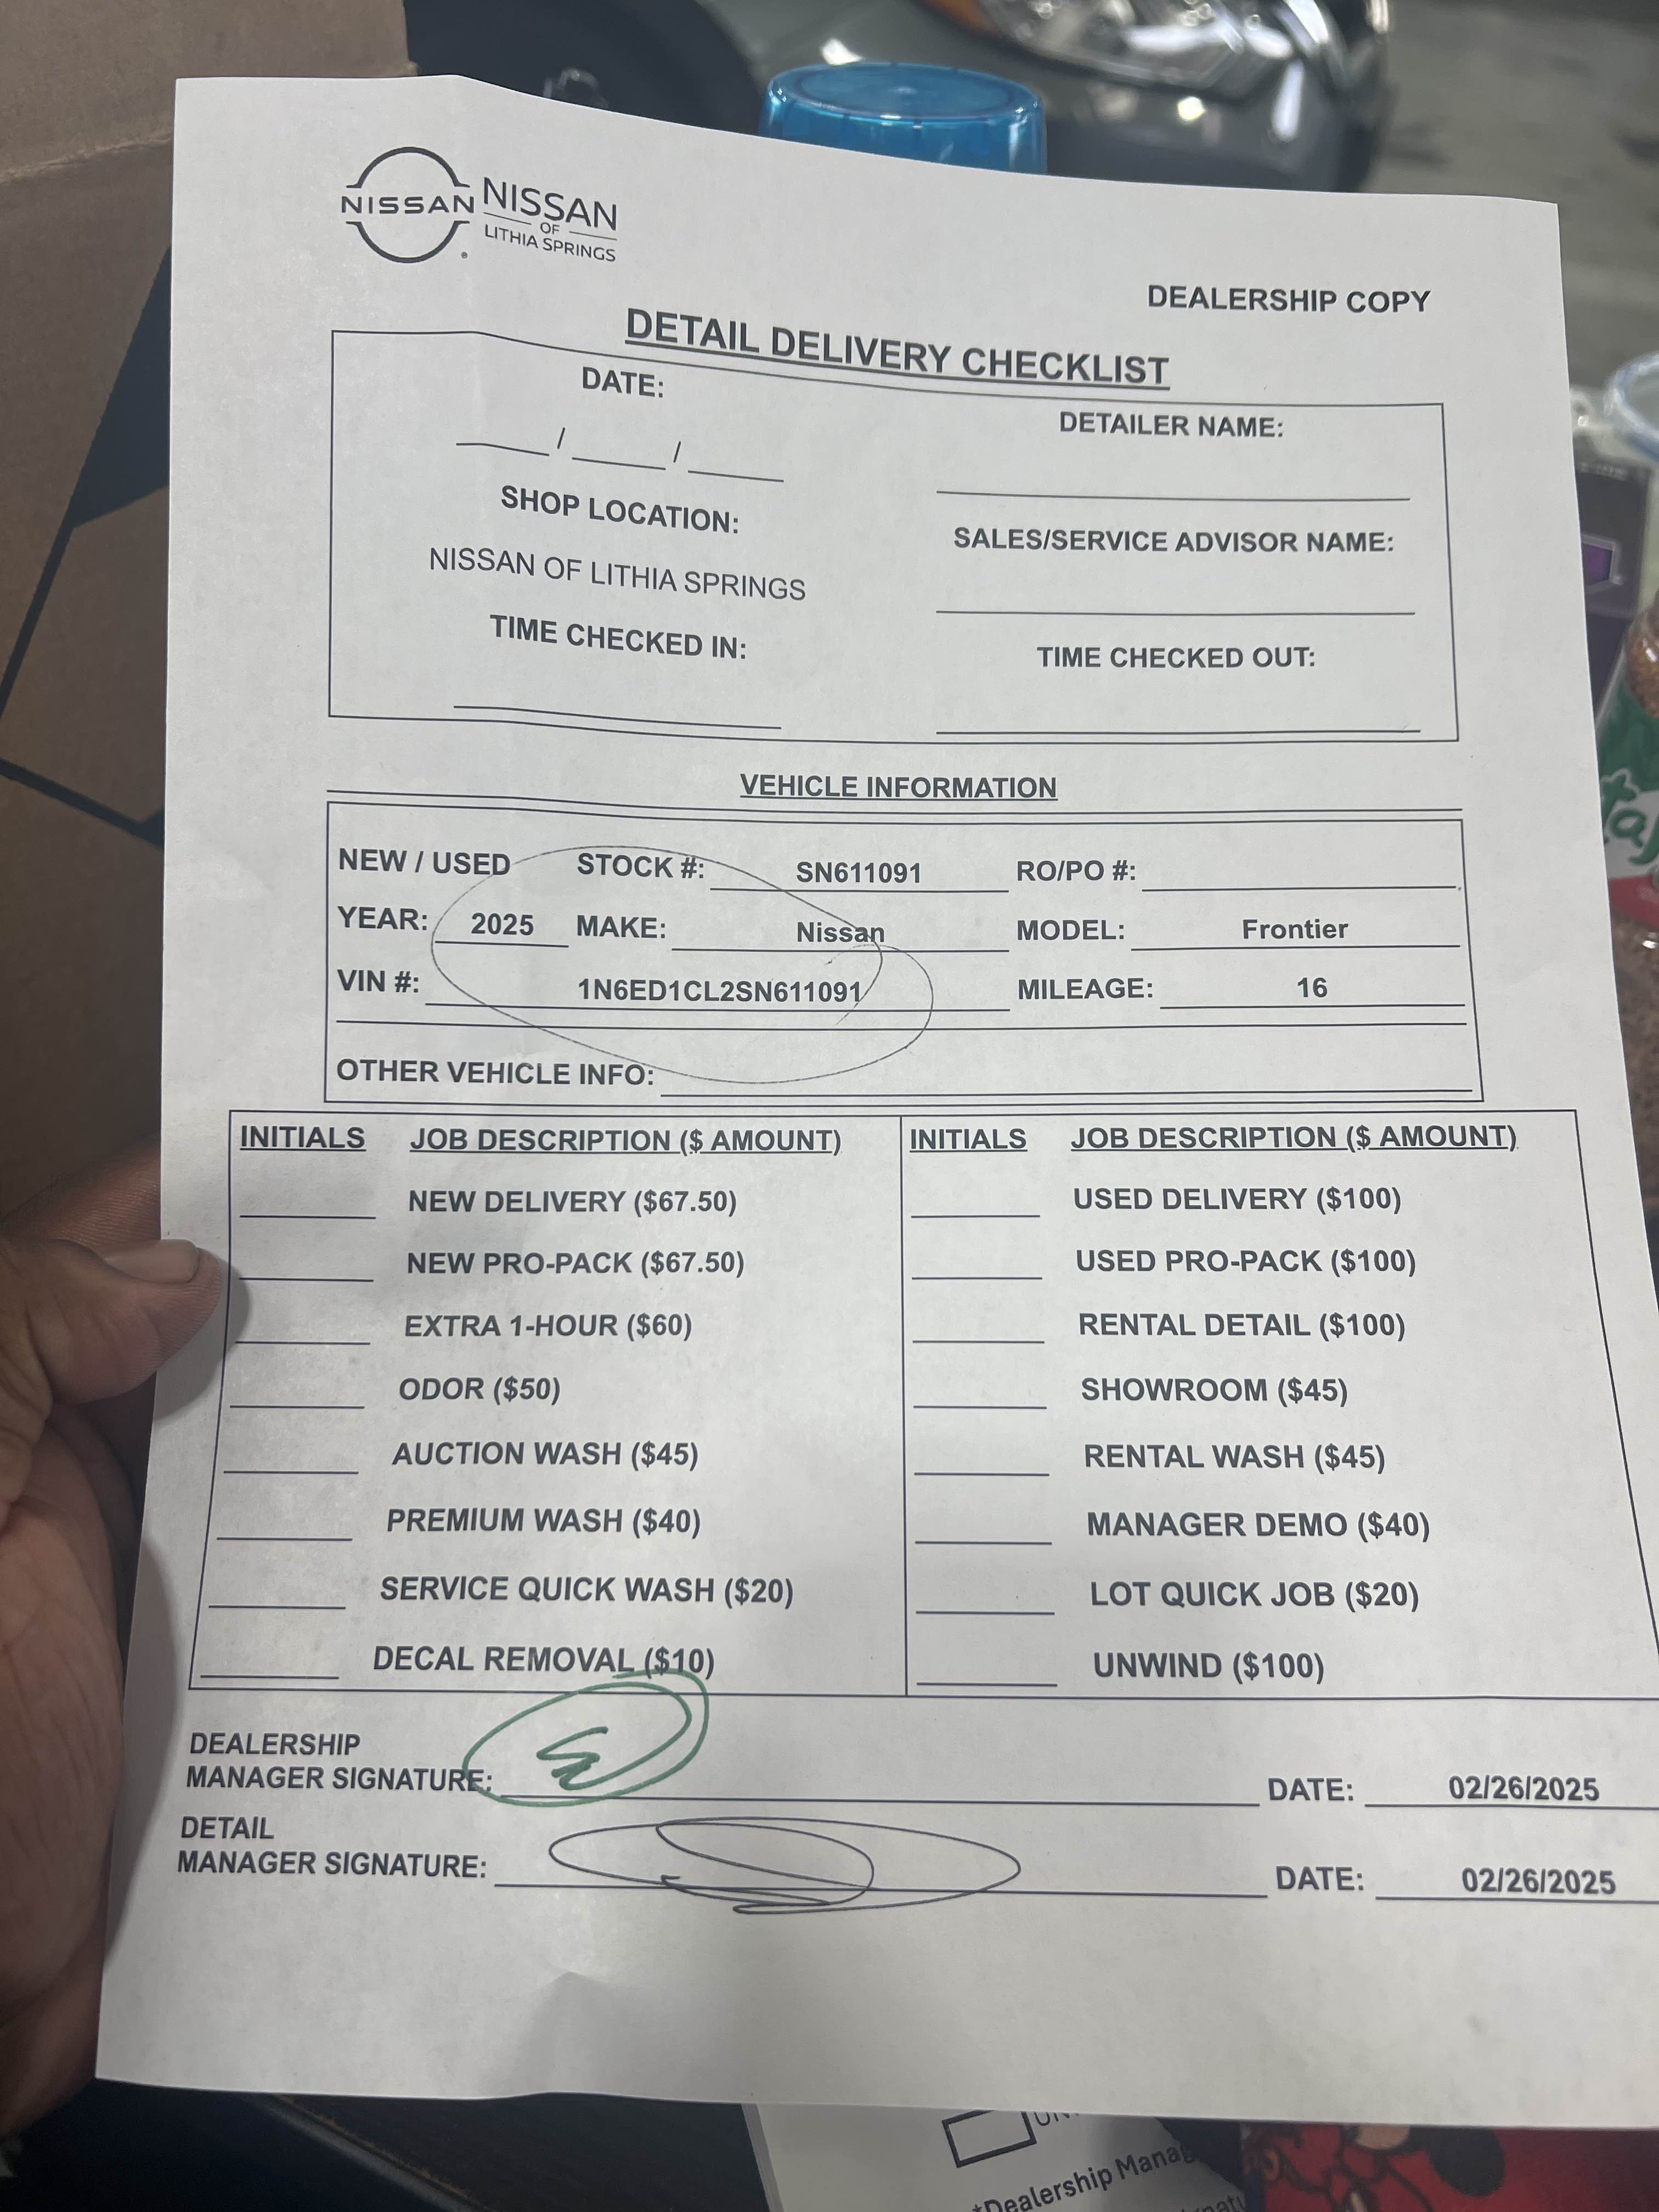 NISSAN
NISSAN
OF
LITHIA SPRINGS
DEALERSHIP COPY
DETAIL DELIVERY CHECKLIST
DATE:
___/___/___
DETAILER NAME:
SHOP LOCATION:
SALES/SERVICE ADVISOR NAME:
NISSAN OF LITHIA SPRINGS
TIME CHECKED IN:
TIME CHECKED OUT:
VEHICLE INFORMATION
NEW / USED STOCK #: SN611091 RO/PO #:
YEAR: 2025 MAKE: Nissan MODEL: Frontier
VIN #: 1N6ED1CL2SN611091 MILEAGE: 16
OTHER VEHICLE INFO:
INITIALS JOB DESCRIPTION ($ AMOUNT) INITIALS JOB DESCRIPTION ($ AMOUNT)
NEW DELIVERY ($67.50) USED DELIVERY ($100)
NEW PRO-PACK ($67.50) USED PRO-PACK ($100)
EXTRA 1-HOUR ($60) RENTAL DETAIL ($100)
ODOR ($50) SHOWROOM ($45)
AUCTION WASH ($45) RENTAL WASH ($45)
PREMIUM WASH ($40) MANAGER DEMO ($40)
SERVICE QUICK WASH ($20) LOT QUICK JOB ($20)
DECAL REMOVAL ($10) UNWIND ($100)
DEALERSHIP
MANAGER SIGNATURE: DATE: 02/26/2025
DETAIL
MANAGER SIGNATURE: DATE: 02/26/2025
*Dealership Manag